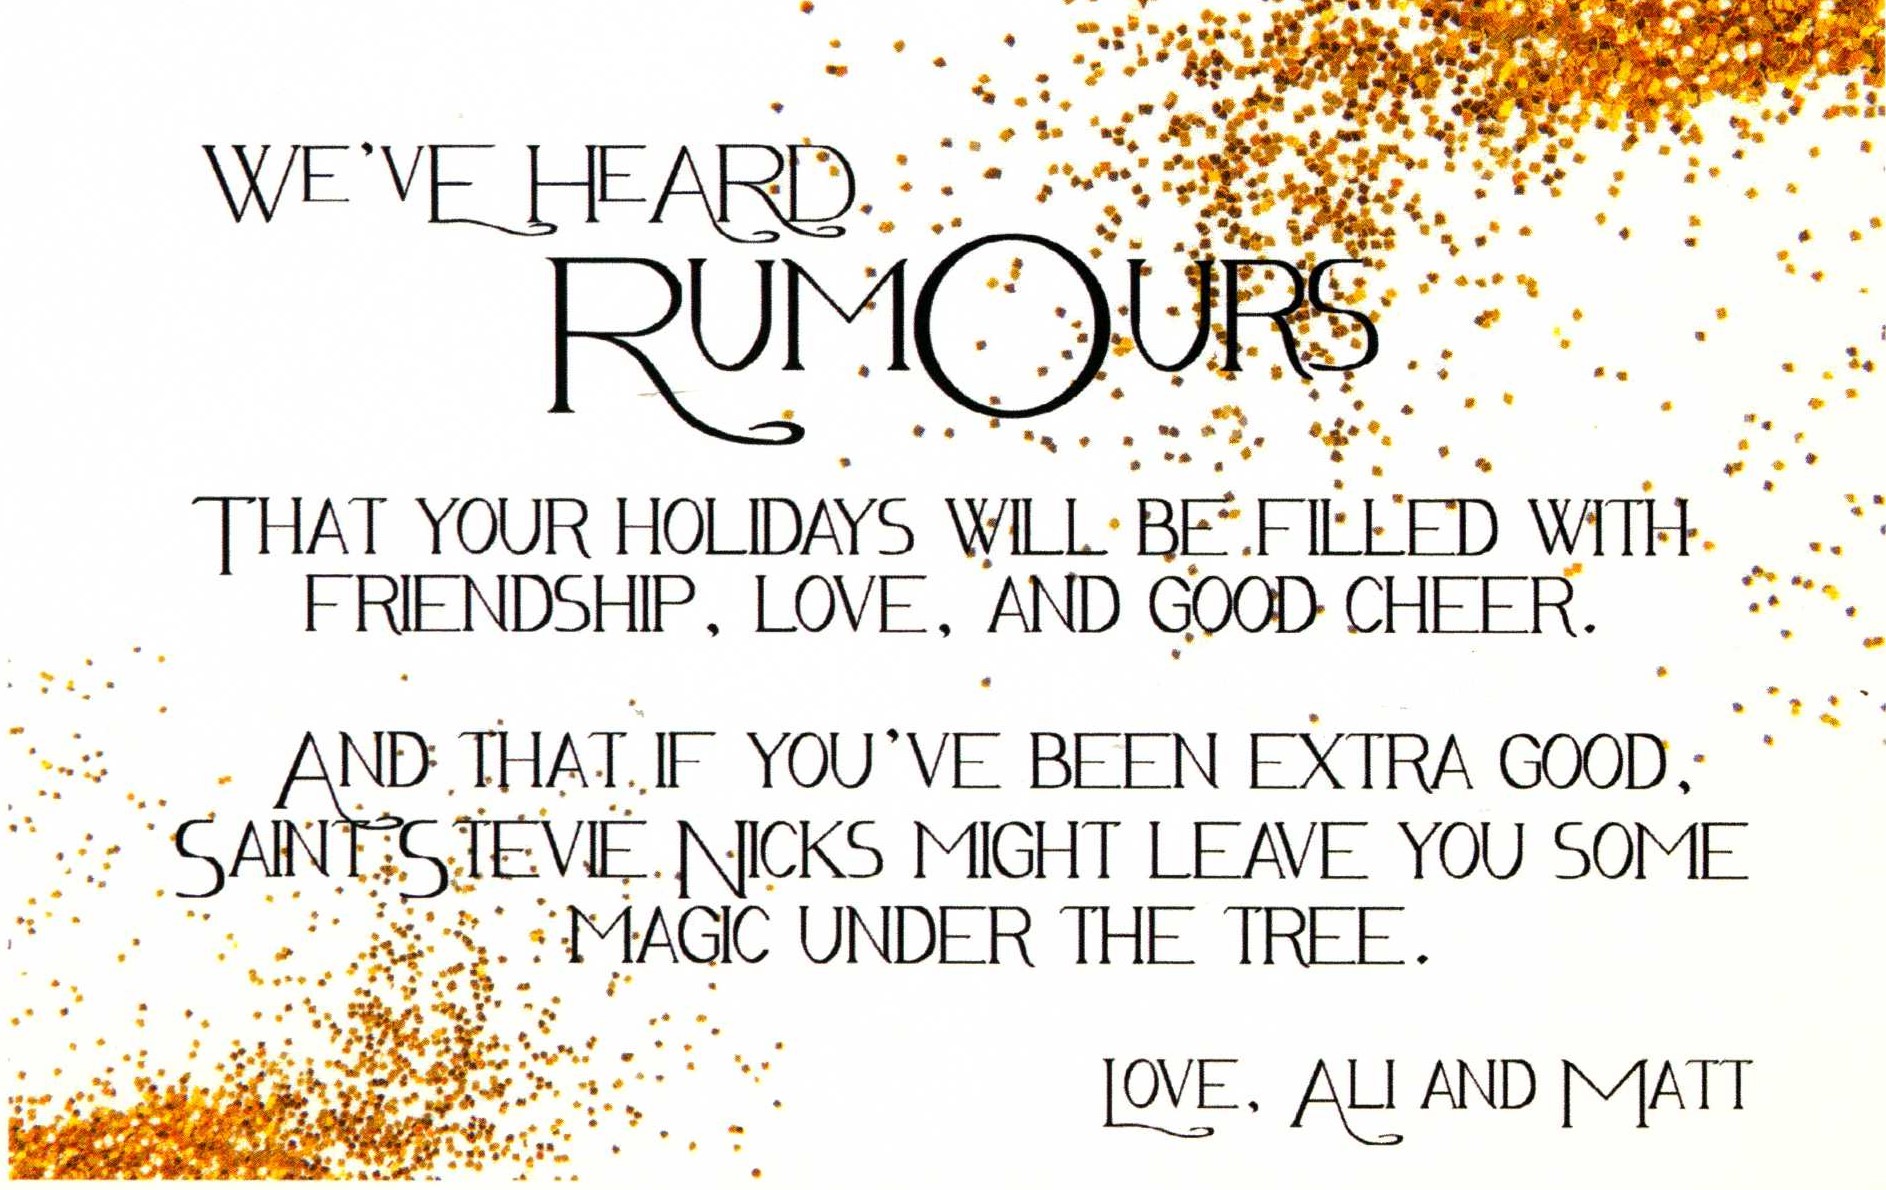 WE'VE HEARD
RUMOURS
THAT YOUR HOLIDAYS WILL BE FILLED WITH
FRIENDSHIP, LOVE, AND GOOD CHEER.
AND THAT IF YOU'VE BEEN EXTRA GOOD,
SAINT STEVIE NICKS MIGHT LEAVE YOU SOME
MAGIC UNDER THE TREE.
LOVE, ALI AND MATT